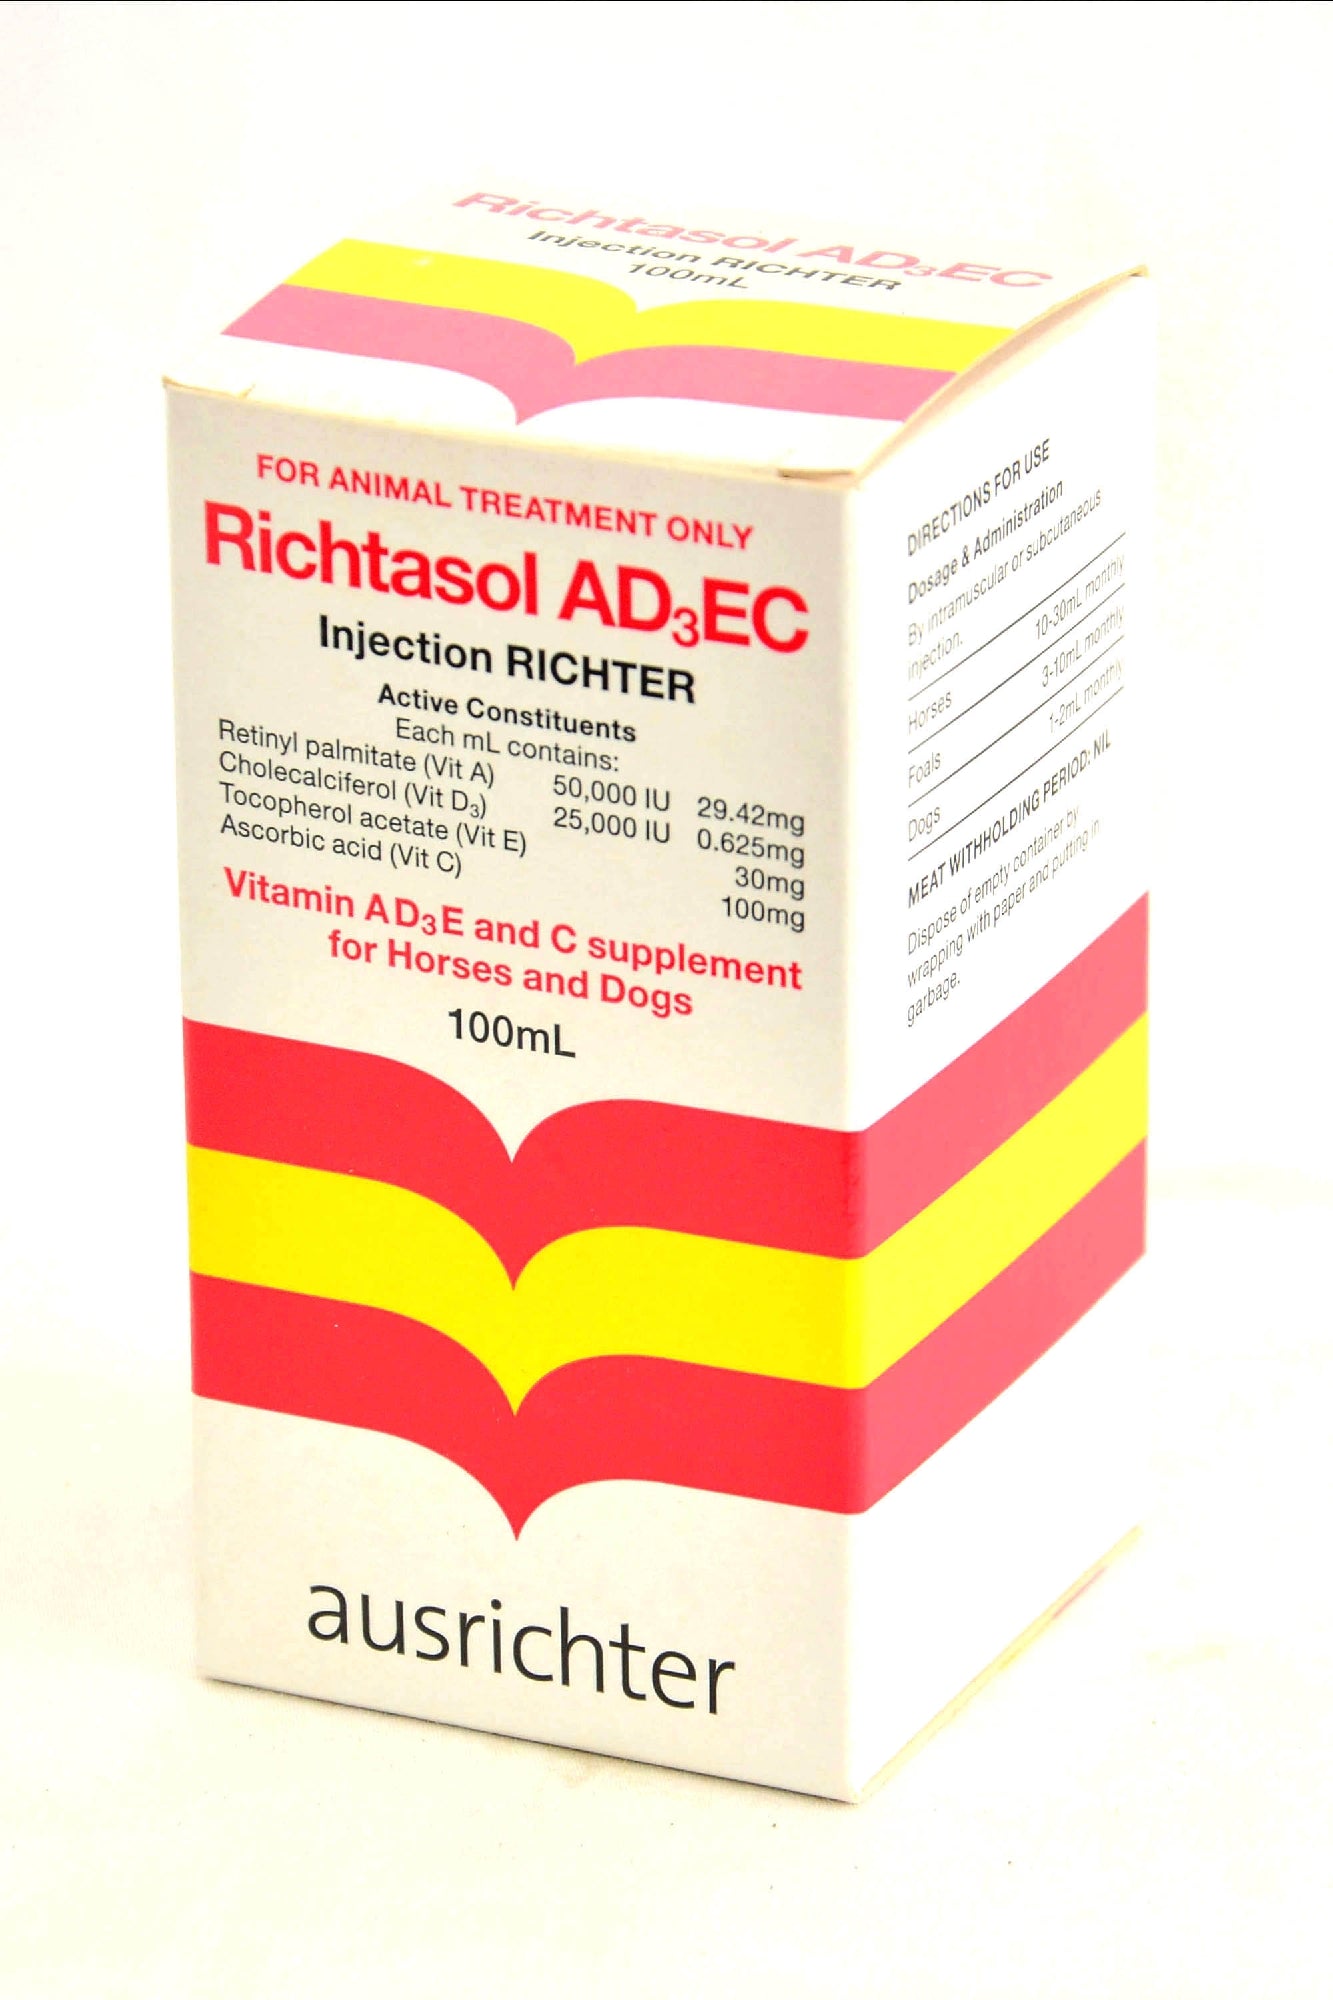 Richtasol AD₃EC
Injection RICHTER
100mL
FOR ANIMAL TREATMENT ONLY
Richtasol AD₃EC
Injection RICHTER
Active Constituents
Each mL contains:
Retinyl palmitate (Vit A) 50,000 IU 29.42mg
Cholecalciferol (Vit D₃) 25,000 IU 0.625mg
Tocopherol acetate (Vit E) 30mg
Ascorbic acid (Vit C) 100mg
Vitamin A D₃ E and C supplement
for Horses and Dogs
100mL
ausrichter
DIRECTIONS FOR USE
Dosage & Administration
By intramuscular or subcutaneous
injection.
Horses 10-30mL monthly
Foals 3-10mL monthly
Dogs 1-2mL monthly
MEAT WITHHOLDING PERIOD: NIL
Dispose of empty container by
wrapping with paper and putting in
garbage.